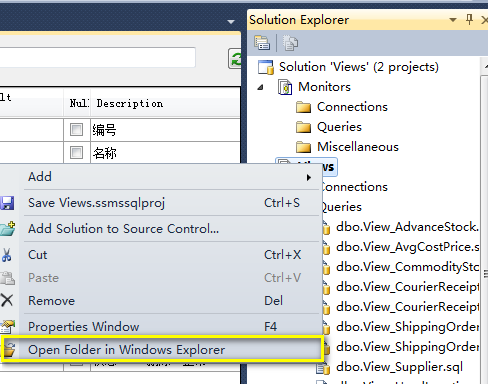 Solution Explorer
Solution 'Views' (2 projects)
lt Null Description
Monitors
Connections
编号
Queries
名称
Miscellaneous
Views
Add
Connections
Save Views.ssmssqlproj Ctrl+S
Queries
Add Solution to Source Control...
dbo.View_AdvanceStock.
Cut Ctrl+X
dbo.View_AvgCostPrice.s
Paste Ctrl+V
dbo.View_CommodityStoc
Remove Del
dbo.View_CourierReceipt
dbo.View_CourierReceipt
Properties Window F4
dbo.View_ShippingOrder
Open Folder in Windows Explorer
dbo.View_ShippingOrder
dbo.View_Supplier.sql